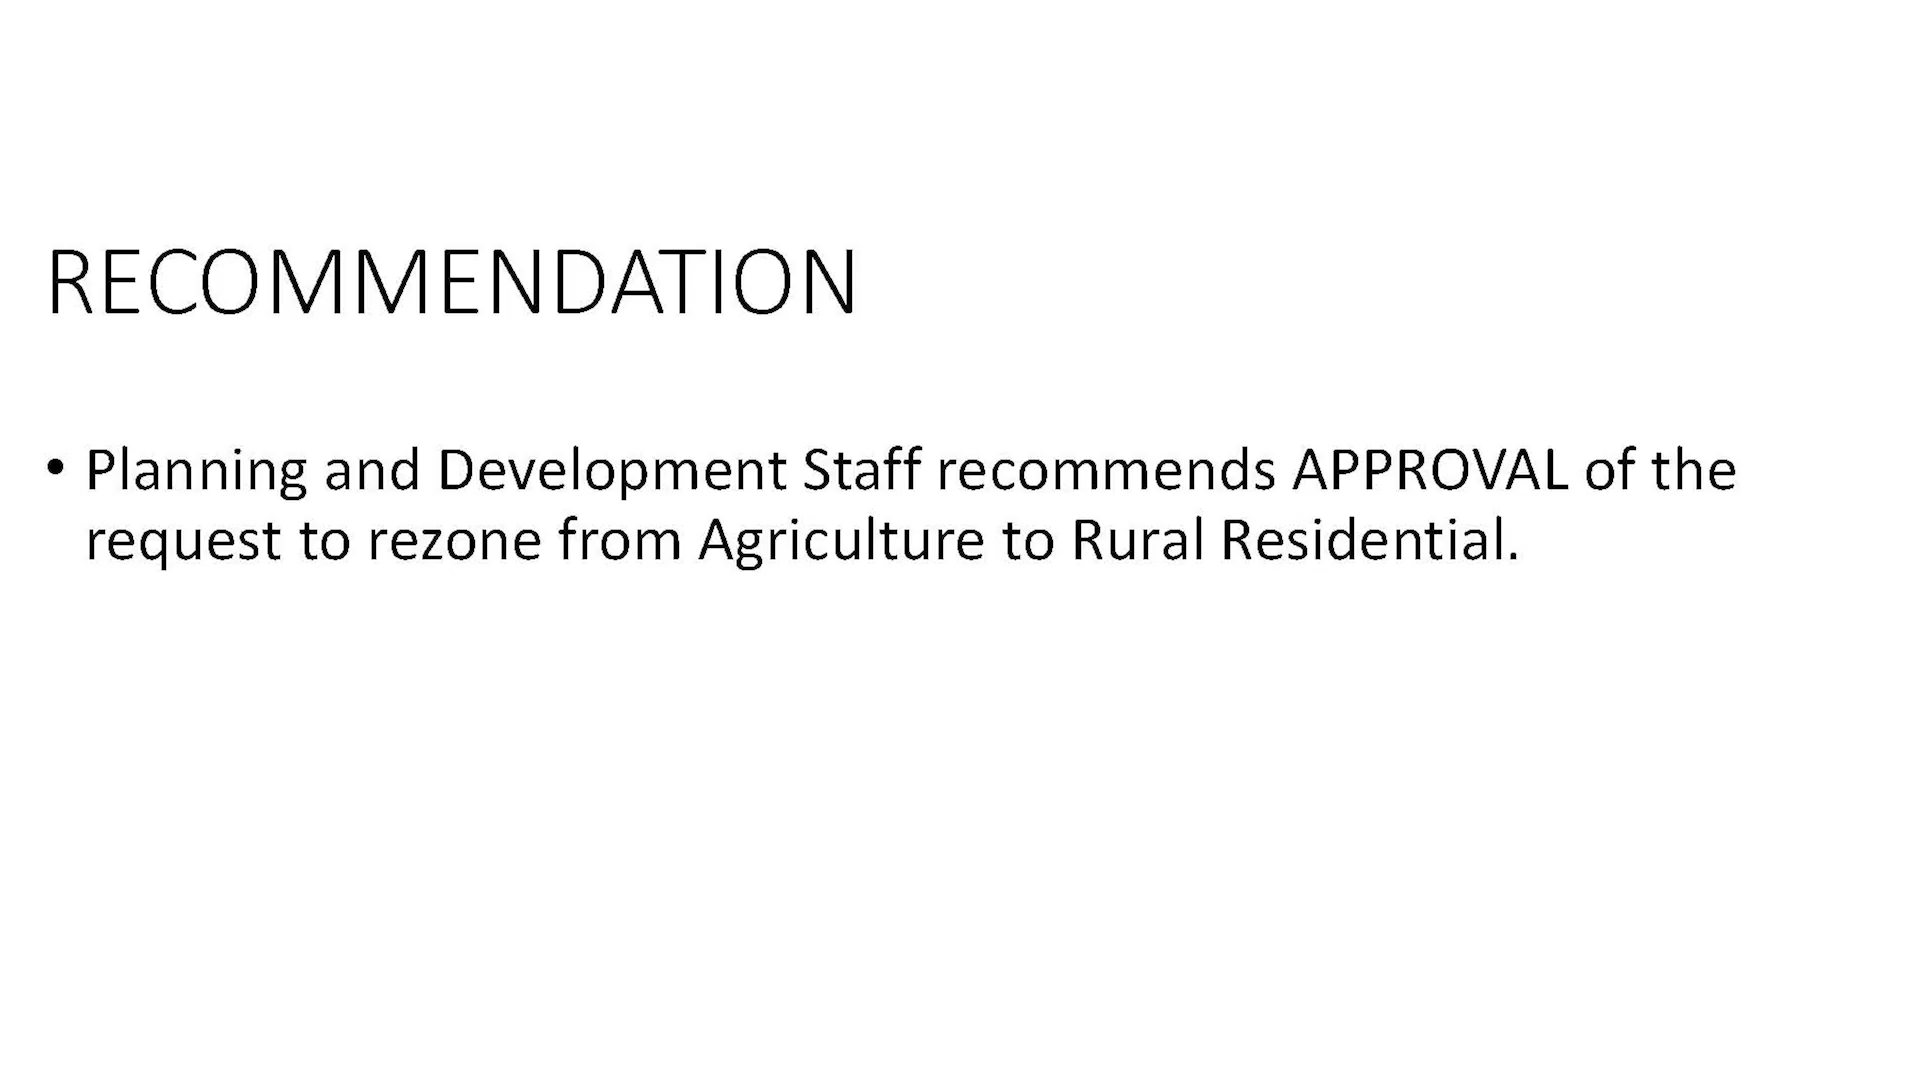 RECOMMENDATION
• Planning and Development Staff recommends APPROVAL of the
request to rezone from Agriculture to Rural Residential.